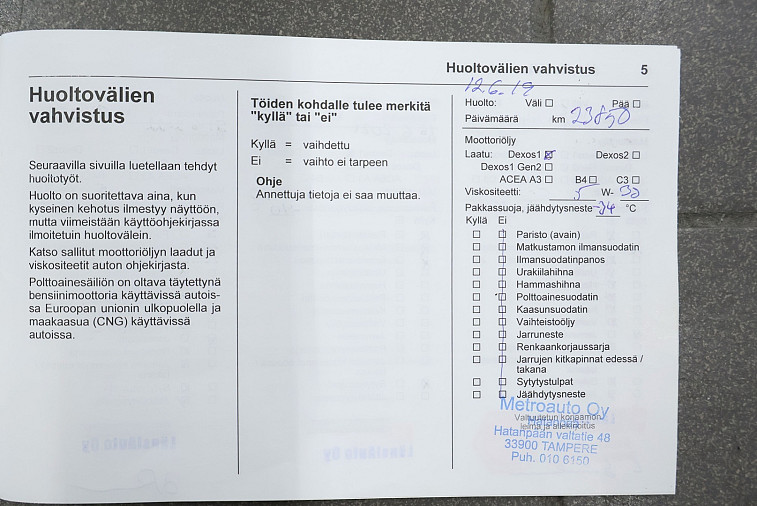 Huoltovälien vahvistus 5
Huoltovälien
vahvistus
Seuraavilla sivuilla luetellaan tehdyt
huoltotyöt.
Huolto on suoritettava aina, kun
kyseinen kehotus ilmestyy näyttöön,
mutta viimeistään käyttöohjekirjassa
ilmoitetuin huoltovälein.
Katso sallitut moottoriöljyn laadut ja
viskositeetit auton ohjekirjasta.
Polttoainesäiliön on oltava täytettynä
bensiinimoottoria käyttävissä autois-
sa Euroopan unionin ulkopuolella ja
maakaasua (CNG) käyttävissä
autoissa.
Töiden kohdalle tulee merkitä
"kyllä" tai "ei"
Kyllä = vaihdettu
Ei = vaihto ei tarpeen
Ohje
Annettuja tietoja ei saa muuttaa.
12.6.19
Huolto: Väli Pää
Päivämäärä km 23850
Moottoriöljy
Laatu: Dexos1 Dexos2
Dexos1 Gen2
ACEA A3 B4 C3
Viskositeetti: 5 W- 30
Pakkassuoja, jäähdytysneste -34 °C
Kyllä Ei
Paristo (avain)
Matkustamon ilmansuodatin
Ilmansuodatinpanos
Urakiilahihna
Hammashihna
Polttoainesuodatin
Kaasunsuodatin
Vaihteistoöljy
Jarruneste
Renkaankorjaussarja
Jarrujen kitkapinnat edessä /
takana
Sytytystulpat
Jäähdytysneste
Metroauto Oy
Valtuutetun korjaamon
leima ja allekirjoitus
Hatanpään valtatie 48
33900 TAMPERE
Puh. 010 6150